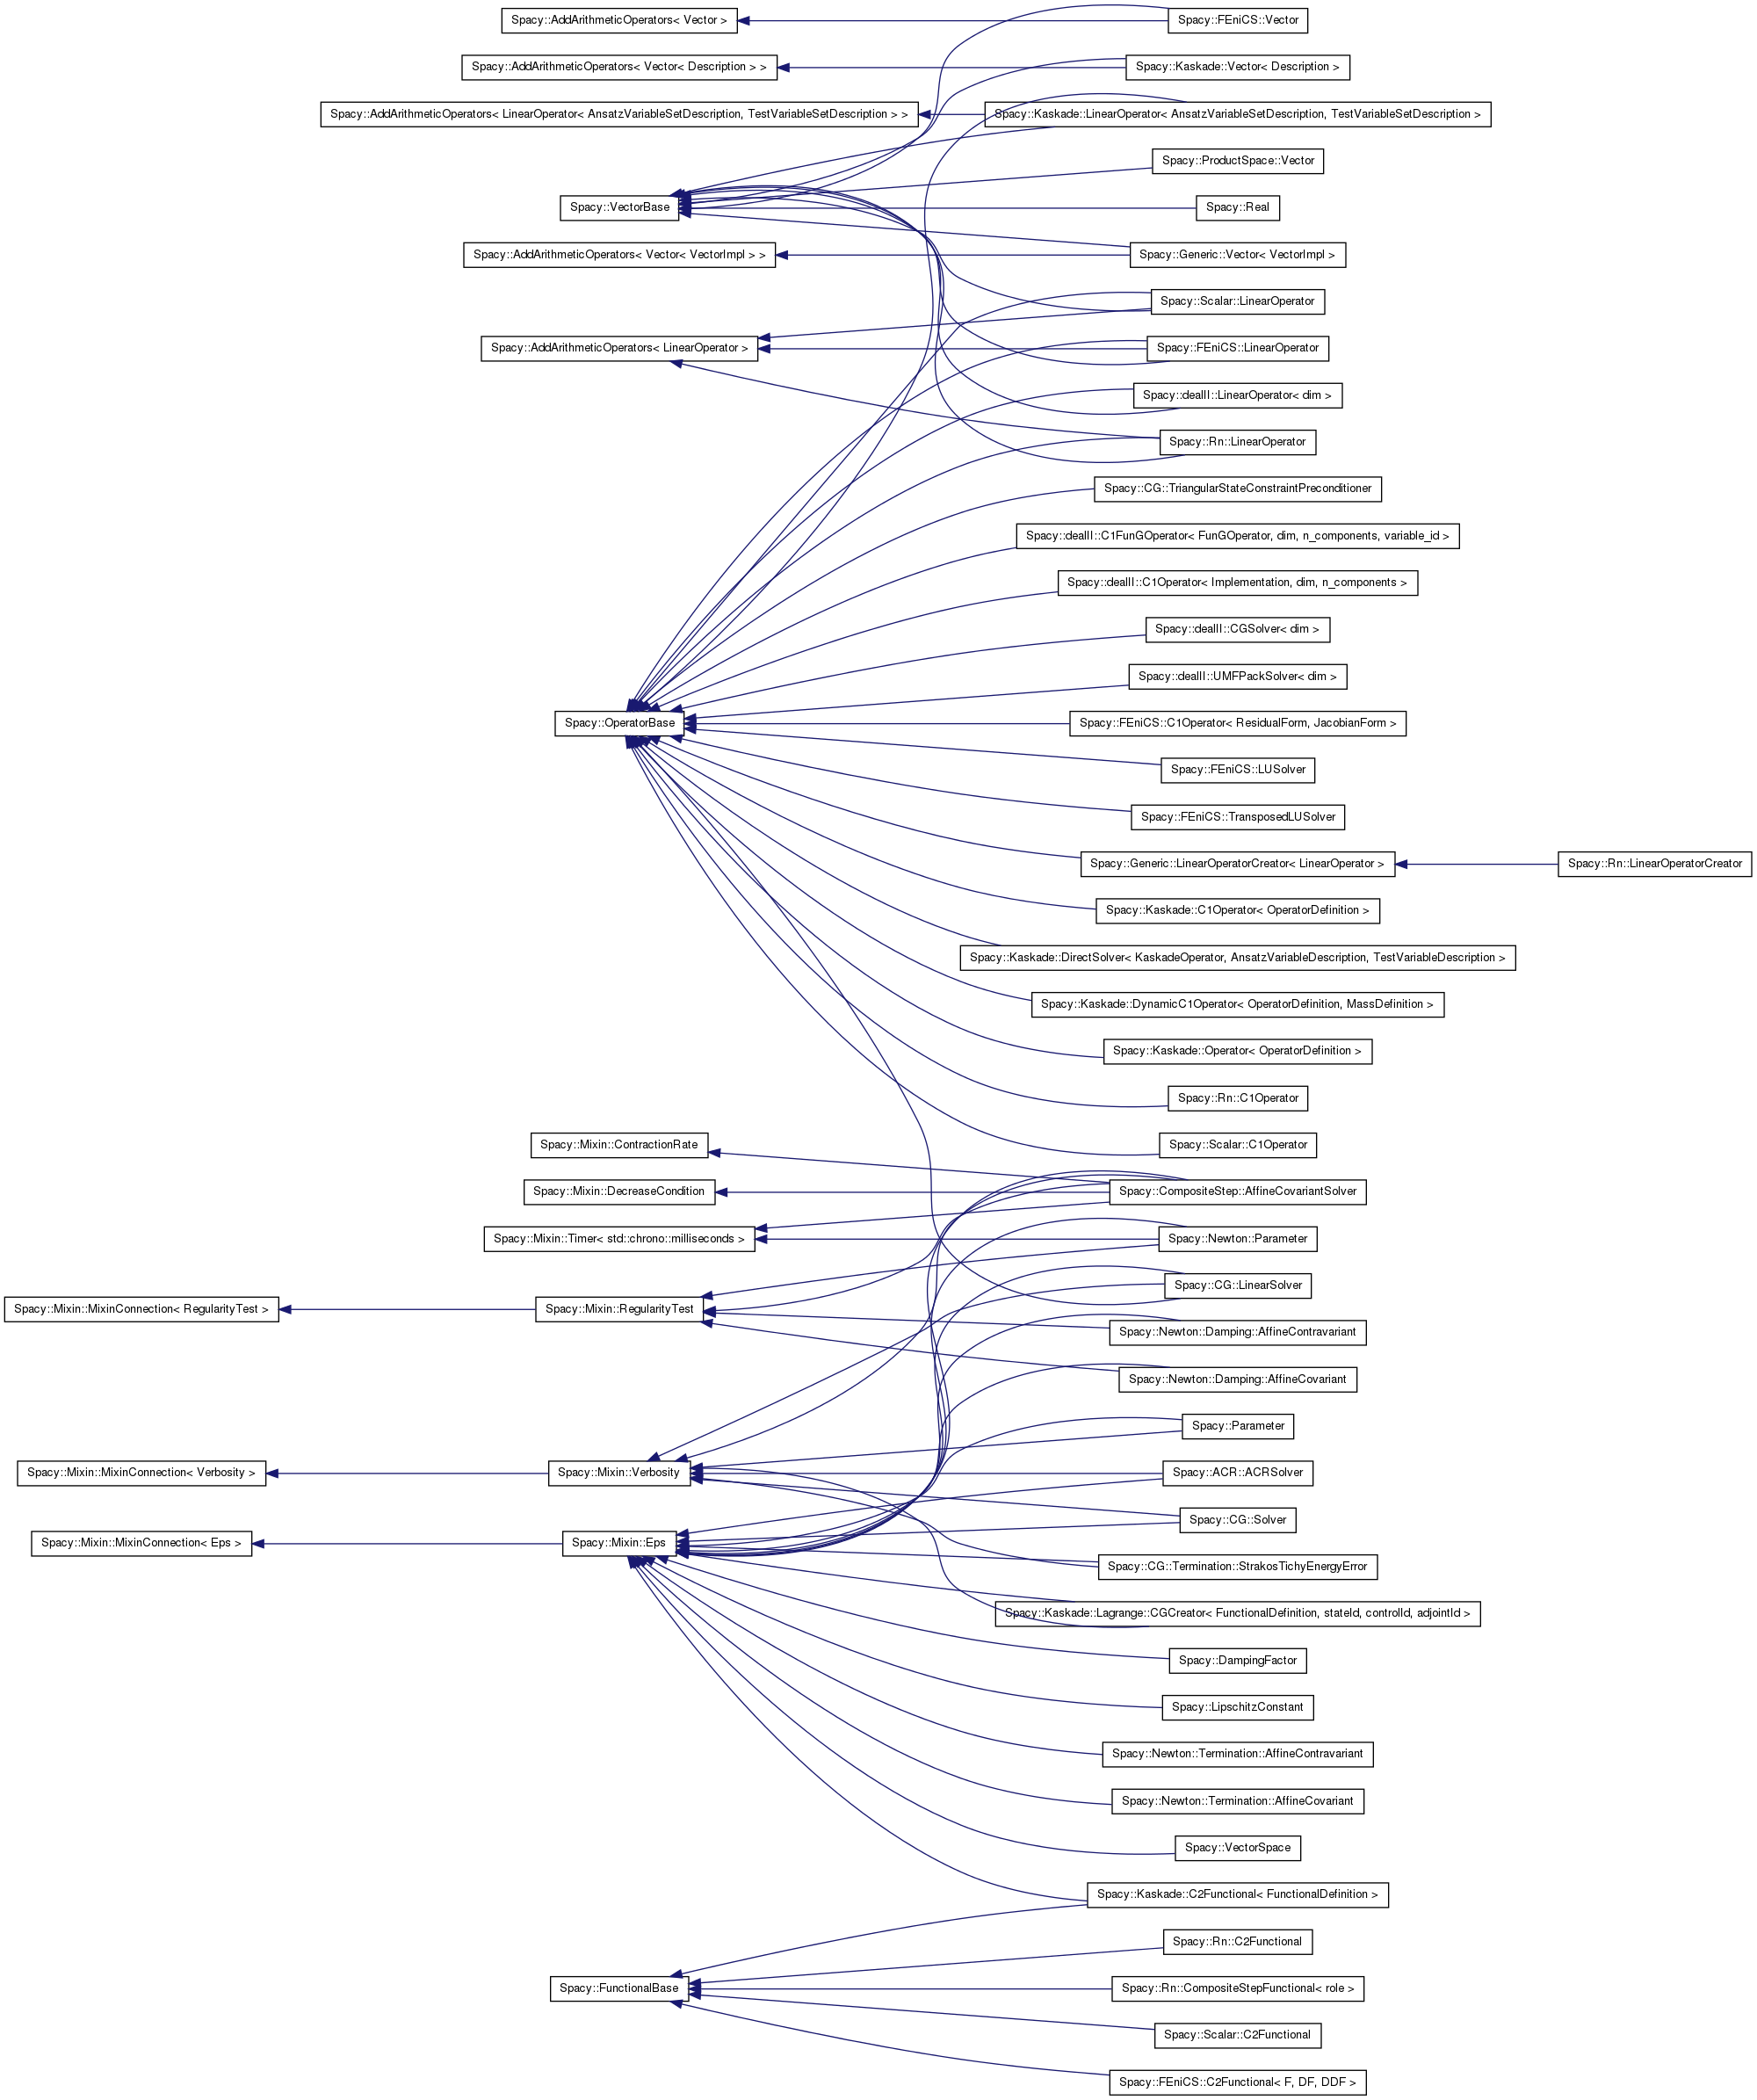 Spacy::AddArithmeticOperators< Vector >
Spacy::FEniCS::Vector
Spacy::AddArithmeticOperators< Vector< Description > >
Spacy::Kaskade::Vector< Description >
Spacy::AddArithmeticOperators< LinearOperator< AnsatzVariableSetDescription, TestVariableSetDescription > >
Spacy::Kaskade::LinearOperator< AnsatzVariableSetDescription, TestVariableSetDescription >
Spacy::ProductSpace::Vector
Spacy::VectorBase
Spacy::Real
Spacy::AddArithmeticOperators< Vector< VectorImpl > >
Spacy::Generic::Vector< VectorImpl >
Spacy::Scalar::LinearOperator
Spacy::AddArithmeticOperators< LinearOperator >
Spacy::FEniCS::LinearOperator
Spacy::dealII::LinearOperator< dim >
Spacy::Rn::LinearOperator
Spacy::CG::TriangularStateConstraintPreconditioner
Spacy::dealII::C1FunGOperator< FunGOperator, dim, n_components, variable_id >
Spacy::dealII::C1Operator< Implementation, dim, n_components >
Spacy::dealII::CGSolver< dim >
Spacy::dealII::UMFPackSolver< dim >
Spacy::OperatorBase
Spacy::FEniCS::C1Operator< ResidualForm, JacobianForm >
Spacy::FEniCS::LUSolver
Spacy::FEniCS::TransposedLUSolver
Spacy::Generic::LinearOperatorCreator< LinearOperator >
Spacy::Rn::LinearOperatorCreator
Spacy::Kaskade::C1Operator< OperatorDefinition >
Spacy::Kaskade::DirectSolver< KaskadeOperator, AnsatzVariableDescription, TestVariableDescription >
Spacy::Kaskade::DynamicC1Operator< OperatorDefinition, MassDefinition >
Spacy::Kaskade::Operator< OperatorDefinition >
Spacy::Rn::C1Operator
Spacy::Mixin::ContractionRate
Spacy::Scalar::C1Operator
Spacy::Mixin::DecreaseCondition
Spacy::CompositeStep::AffineCovariantSolver
Spacy::Mixin::Timer< std::chrono::milliseconds >
Spacy::Newton::Parameter
Spacy::CG::LinearSolver
Spacy::Mixin::MixinConnection< RegularityTest >
Spacy::Mixin::RegularityTest
Spacy::Newton::Damping::AffineContravariant
Spacy::Newton::Damping::AffineCovariant
Spacy::Parameter
Spacy::Mixin::MixinConnection< Verbosity >
Spacy::Mixin::Verbosity
Spacy::ACR::ACRSolver
Spacy::CG::Solver
Spacy::Mixin::MixinConnection< Eps >
Spacy::Mixin::Eps
Spacy::CG::Termination::StrakosTichyEnergyError
Spacy::Kaskade::Lagrange::CGCreator< FunctionalDefinition, stateId, controlId, adjointId >
Spacy::DampingFactor
Spacy::LipschitzConstant
Spacy::Newton::Termination::AffineContravariant
Spacy::Newton::Termination::AffineCovariant
Spacy::VectorSpace
Spacy::Kaskade::C2Functional< FunctionalDefinition >
Spacy::Rn::C2Functional
Spacy::FunctionalBase
Spacy::Rn::CompositeStepFunctional< role >
Spacy::Scalar::C2Functional
Spacy::FEniCS::C2Functional< F, DF, DDF >